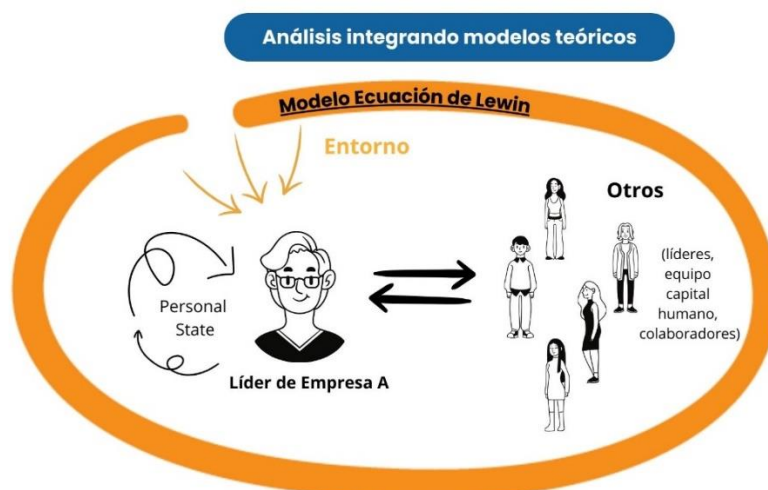 Análisis integrando modelos teóricos
Modelo Ecuación de Lewin
Entorno
Otros
(líderes,
equipo
capital
humano,
colaboradores)
Personal
State
Líder de Empresa A